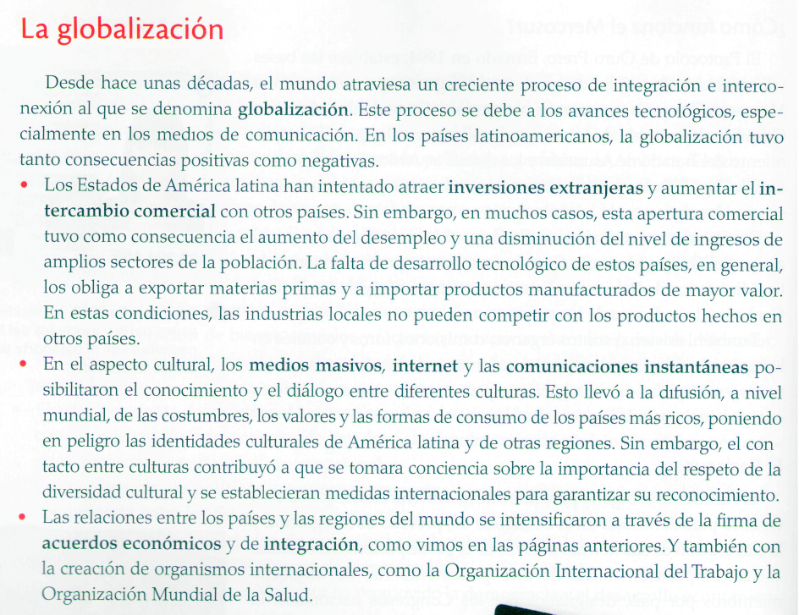 La globalización
Desde hace unas décadas, el mundo atraviesa un creciente proceso de integración e interco-
nexión al que se denomina globalización. Este proceso se debe a los avances tecnológicos, espe-
cialmente en los medios de comunicación. En los países latinoamericanos, la globalización tuvo
tanto consecuencias positivas como negativas.
• Los Estados de América latina han intentado atraer inversiones extranjeras y aumentar el in-
tercambio comercial con otros países. Sin embargo, en muchos casos, esta apertura comercial
tuvo como consecuencia el aumento del desempleo y una disminución del nivel de ingresos de
amplios sectores de la población. La falta de desarrollo tecnológico de estos países, en general,
los obliga a exportar materias primas y a importar productos manufacturados de mayor valor.
En estas condiciones, las industrias locales no pueden competir con los productos hechos en
otros países.
• En el aspecto cultural, los medios masivos, internet y las comunicaciones instantáneas po-
sibilitaron el conocimiento y el diálogo entre diferentes culturas. Esto llevó a la difusión, a nivel
mundial, de las costumbres, los valores y las formas de consumo de los países más ricos, poniendo
en peligro las identidades culturales de América latina y de otras regiones. Sin embargo, el con
tacto entre culturas contribuyó a que se tomara conciencia sobre la importancia del respeto de la
diversidad cultural y se establecieran medidas internacionales para garantizar su reconocimiento.
• Las relaciones entre los países y las regiones del mundo se intensificaron a través de la firma de
acuerdos económicos y de integración, como vimos en las páginas anteriores. Y también con
la creación de organismos internacionales, como la Organización Internacional del Trabajo y la
Organización Mundial de la Salud.